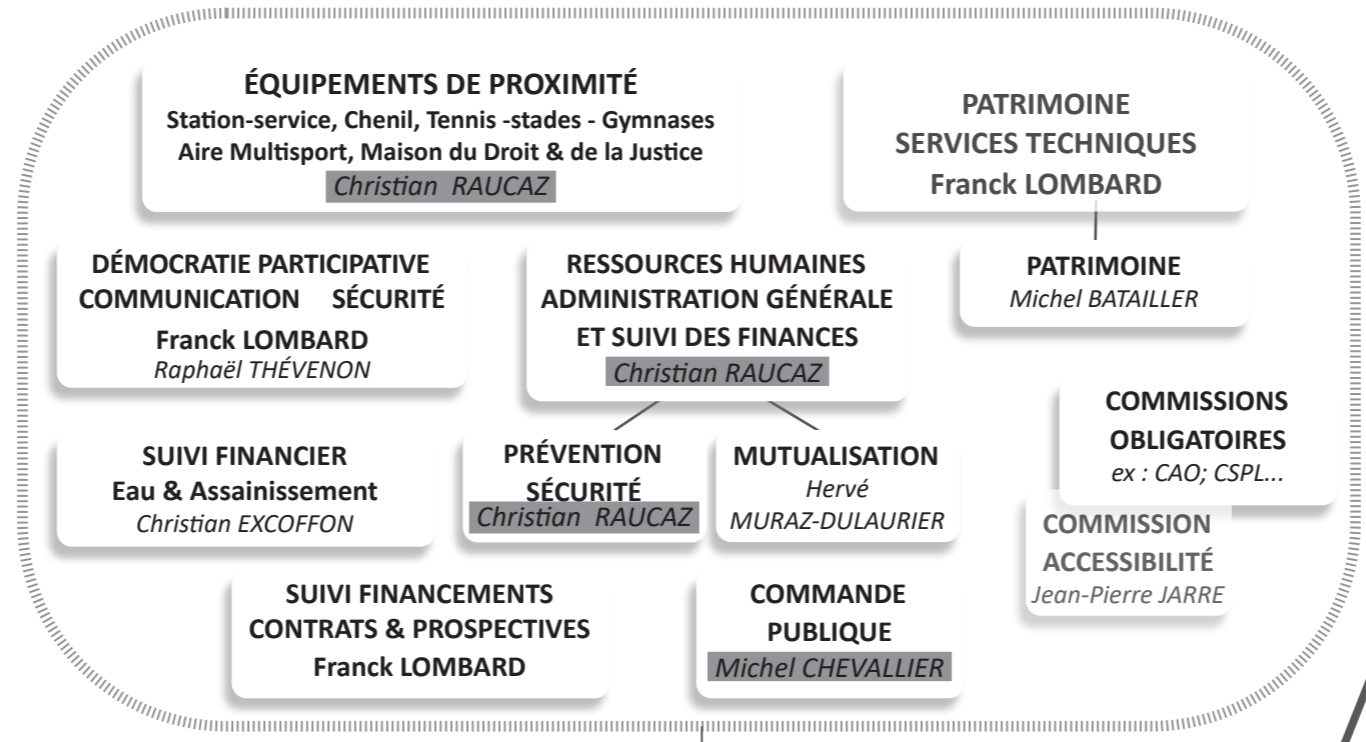 ÉQUIPEMENTS DE PROXIMITÉ
Station-service, Chenil, Tennis -stades - Gymnases
Aire Multisport, Maison du Droit & de la Justice
Christian RAUCAZ
PATRIMOINE
SERVICES TECHNIQUES
Franck LOMBARD
DÉMOCRATIE PARTICIPATIVE
COMMUNICATION SÉCURITÉ
Franck LOMBARD
Raphaël THÉVENON
RESSOURCES HUMAINES
ADMINISTRATION GÉNÉRALE
ET SUIVI DES FINANCES
Christian RAUCAZ
PATRIMOINE
Michel BATAILLER
SUIVI FINANCIER
Eau & Assainissement
Christian EXCOFFON
PRÉVENTION
SÉCURITÉ
Christian RAUCAZ
MUTUALISATION
Hervé
MURAZ-DULAURIER
COMMISSIONS
OBLIGATOIRES
ex : CAO; CSPL...
COMMISSION
ACCESSIBILITÉ
Jean-Pierre JARRE
SUIVI FINANCEMENTS
CONTRATS & PROSPECTIVES
Franck LOMBARD
COMMANDE
PUBLIQUE
Michel CHEVALLIER